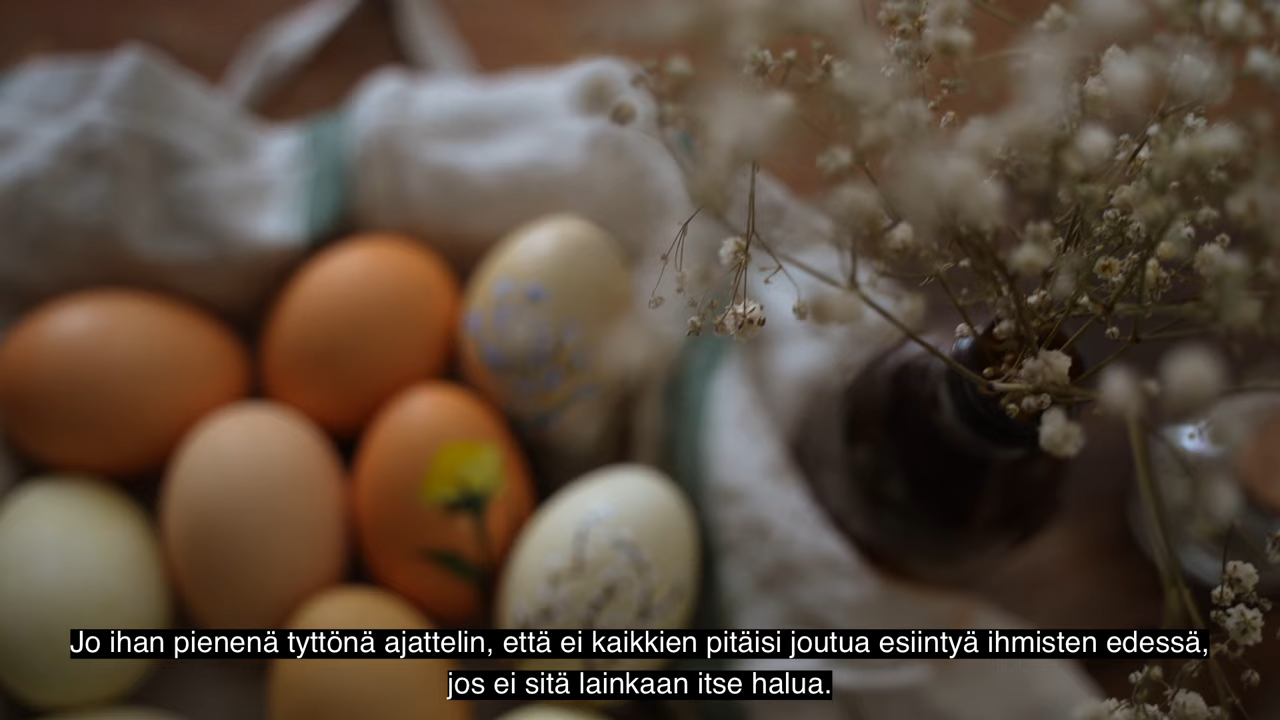 Jo ihan pienenä tyttönä ajattelin, että ei kaikkien pitäisi joutua esiintyä ihmisten edessä,
jos ei sitä lainkaan itse halua.